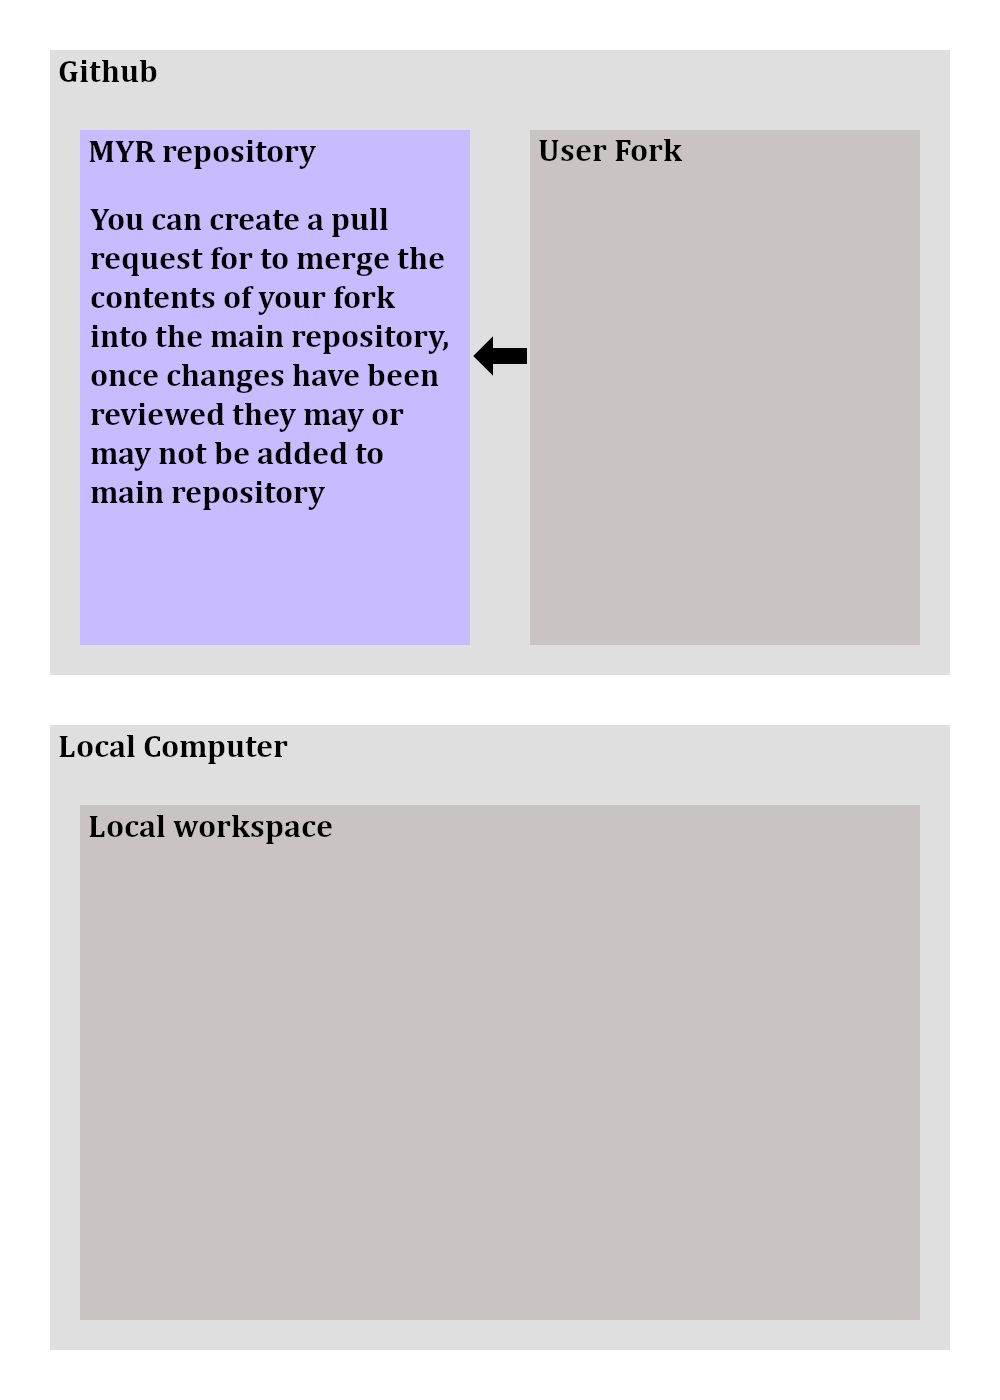 Github
MYR repository
You can create a pull
request for to merge the
contents of your fork
into the main repository,
once changes have been
reviewed they may or
may not be added to
main repository
User Fork
Local Computer
Local workspace